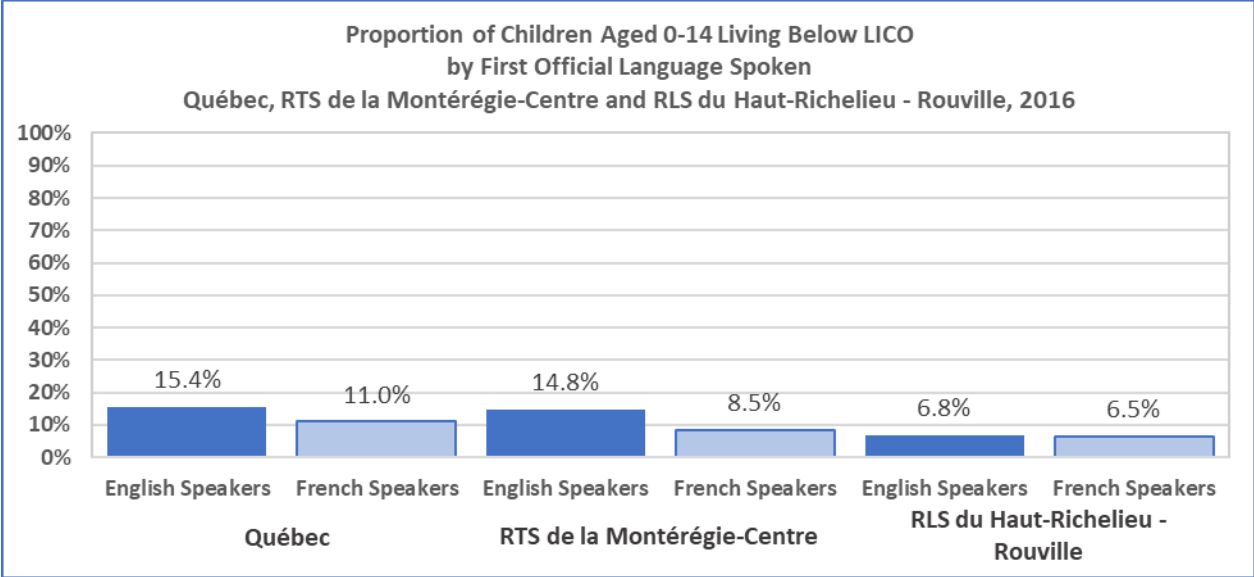 Proportion of Children Aged 0-14 Living Below LICO
by First Official Language Spoken
Québec, RTS de la Montérégie-Centre and RLS du Haut-Richelieu - Rouville, 2016
100%
90%
80%
70%
60%
50%
40%
30%
20%
10%
0%
15.4%
11.0%
14.8%
8.5%
6.8%
6.5%
English Speakers
French Speakers
English Speakers
French Speakers
English Speakers
French Speakers
Québec
RTS de la Montérégie-Centre
RLS du Haut-Richelieu -
Rouville